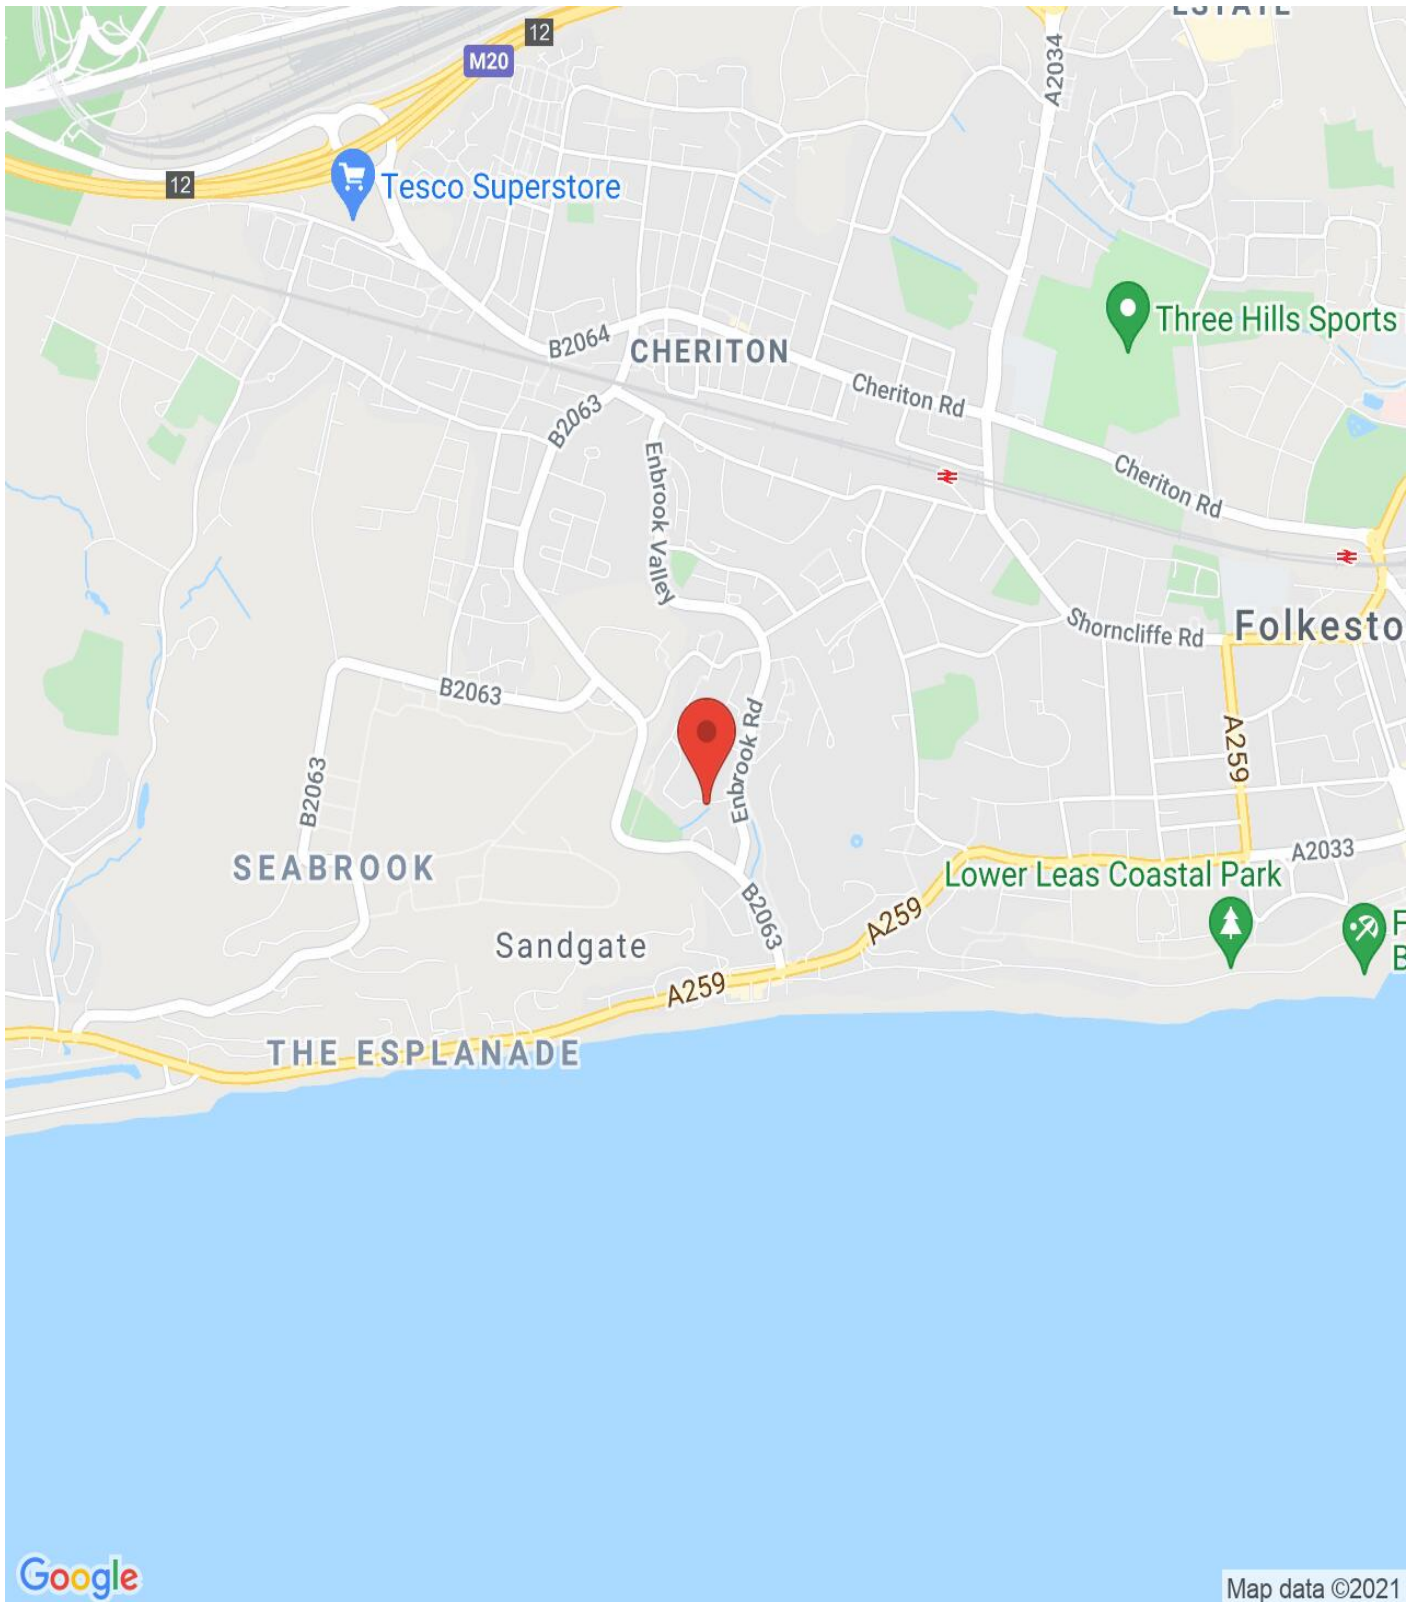 ESTATE
12
M20
A2034
12
Tesco Superstore
Three Hills Sports
B2064
CHERITON
Cheriton Rd
B2063
Enbrook Valley
Cheriton Rd
Shorncliffe Rd
Folkesto
B2063
Enbrook Rd
A259
B2063
A2033
SEABROOK
Lower Leas Coastal Park
B2063
A259
F
B
Sandgate
A259
THE ESPLANADE
Google
Map data ©2021